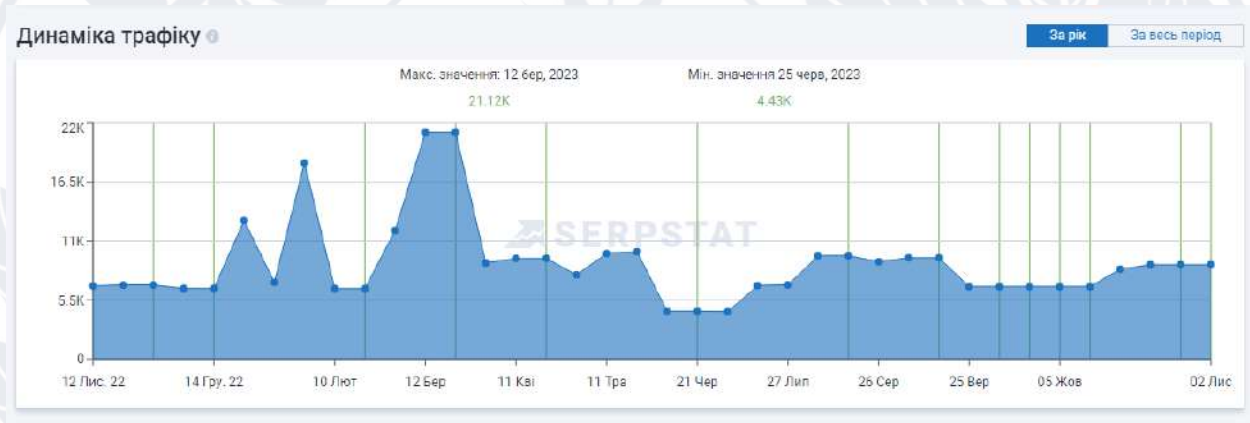 Динаміка трафіку
За рік
За весь період
Макс. значення: 12 бер, 2023
Мін. значення 25 черв, 2023
21.12K
4.43K
22K
16.5K
11K
5.5K
0
SERPSTAT
12 Лис. 22
14 Гру. 22
10 Лют
12 Бер
11 Кві
11 Тра
21 Чер
27 Лип
26 Сер
25 Вер
05 Жов
02 Лис